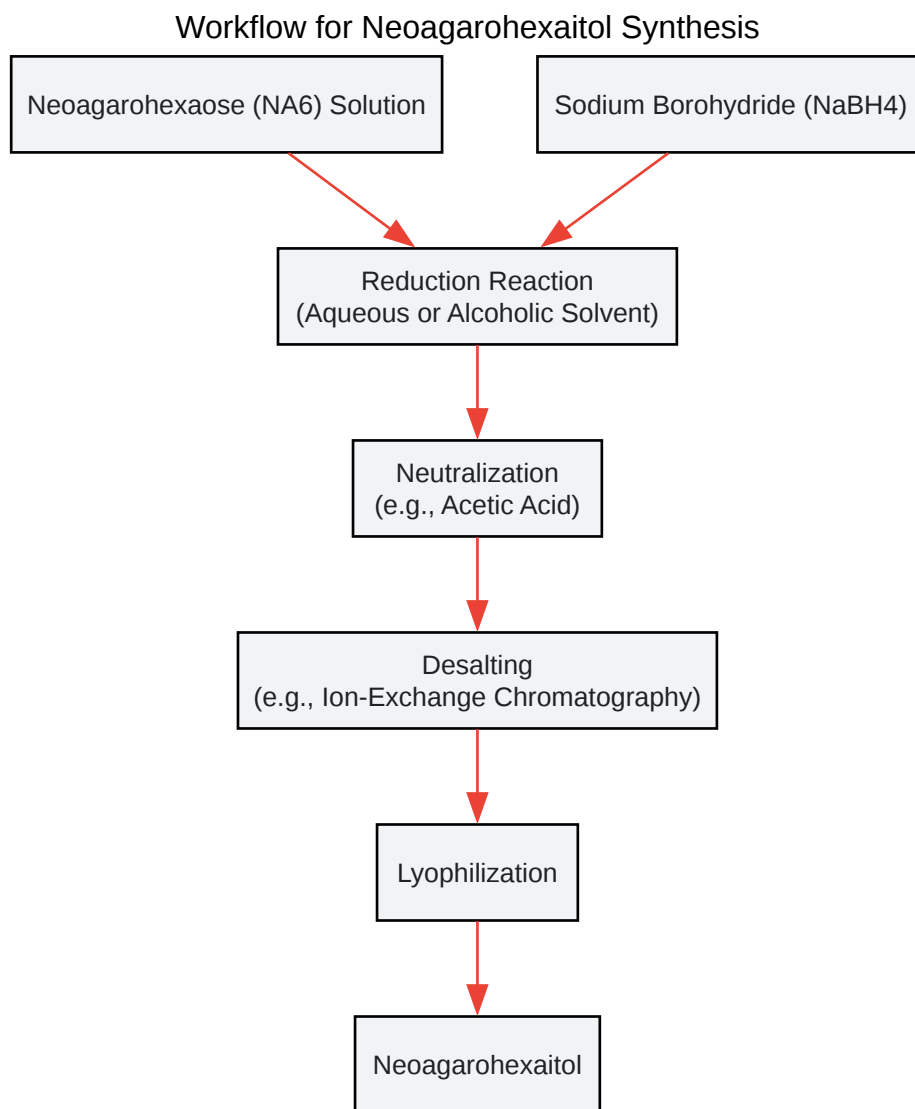 Workflow for Neoagarohexaitol Synthesis
Neoagarohexaose (NA6) Solution
Sodium Borohydride (NaBH4)
Reduction Reaction
(Aqueous or Alcoholic Solvent)
Neutralization
(e.g., Acetic Acid)
Desalting
(e.g., Ion-Exchange Chromatography)
Lyophilization
Neoagarohexaitol